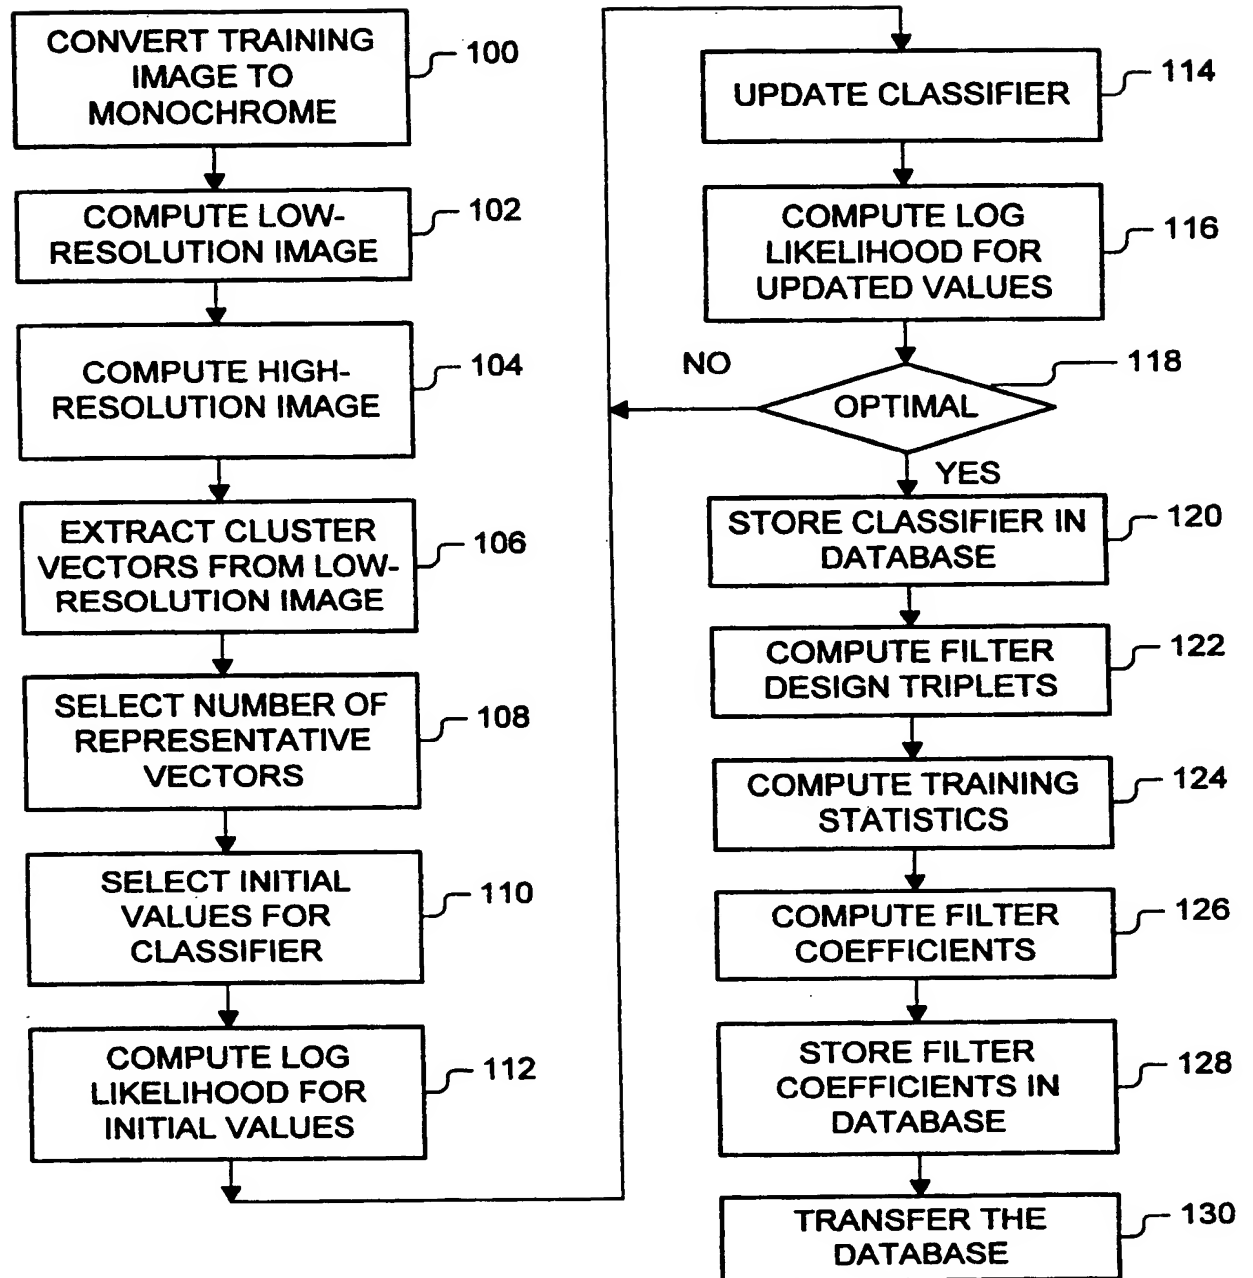 CONVERT TRAINING
IMAGE TO
MONOCHROME
100
COMPUTE LOW-
RESOLUTION IMAGE
102
COMPUTE HIGH-
RESOLUTION IMAGE
104
EXTRACT CLUSTER
VECTORS FROM LOW-
RESOLUTION IMAGE
106
SELECT NUMBER OF
REPRESENTATIVE
VECTORS
108
SELECT INITIAL
VALUES FOR
CLASSIFIER
110
COMPUTE LOG
LIKELIHOOD FOR
INITIAL VALUES
112
UPDATE CLASSIFIER
114
COMPUTE LOG
LIKELIHOOD FOR
UPDATED VALUES
116
NO
OPTIMAL
118
YES
STORE CLASSIFIER IN
DATABASE
120
COMPUTE FILTER
DESIGN TRIPLETS
122
COMPUTE TRAINING
STATISTICS
124
COMPUTE FILTER
COEFFICIENTS
126
STORE FILTER
COEFFICIENTS IN
DATABASE
128
TRANSFER THE
DATABASE
130